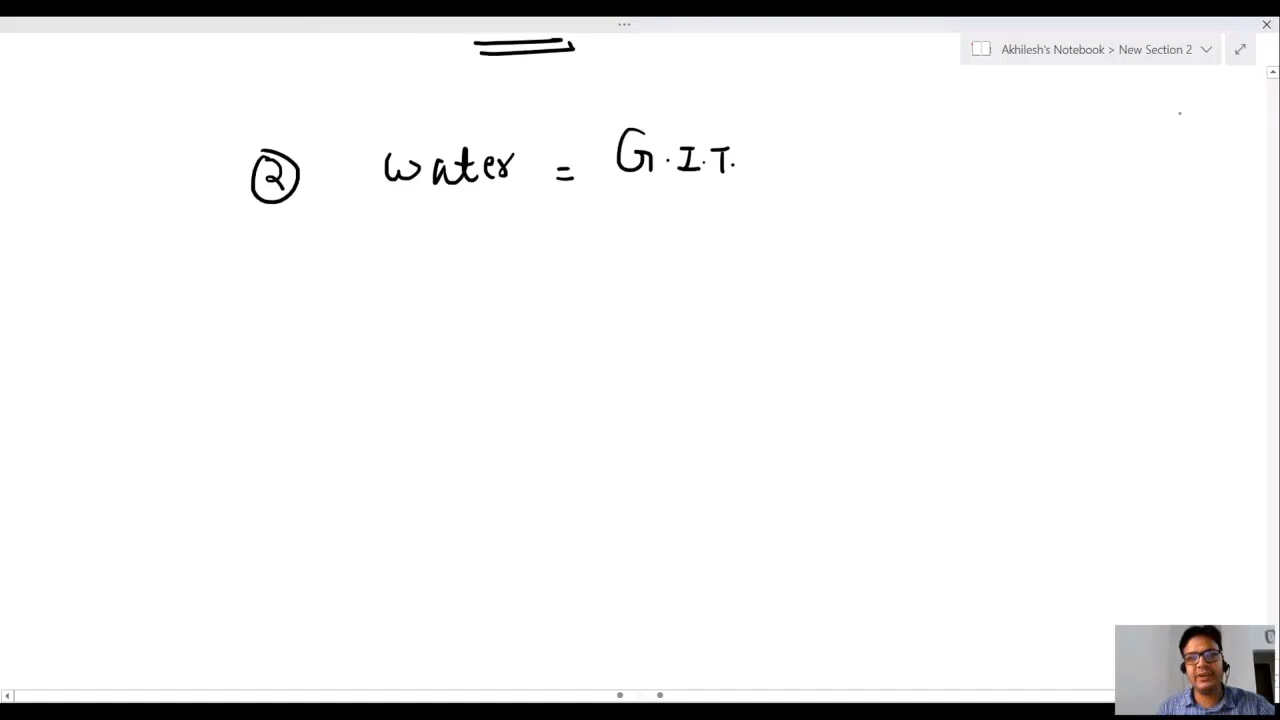 Akhilesh's Notebook > New Section 2
② water = G.I.T.